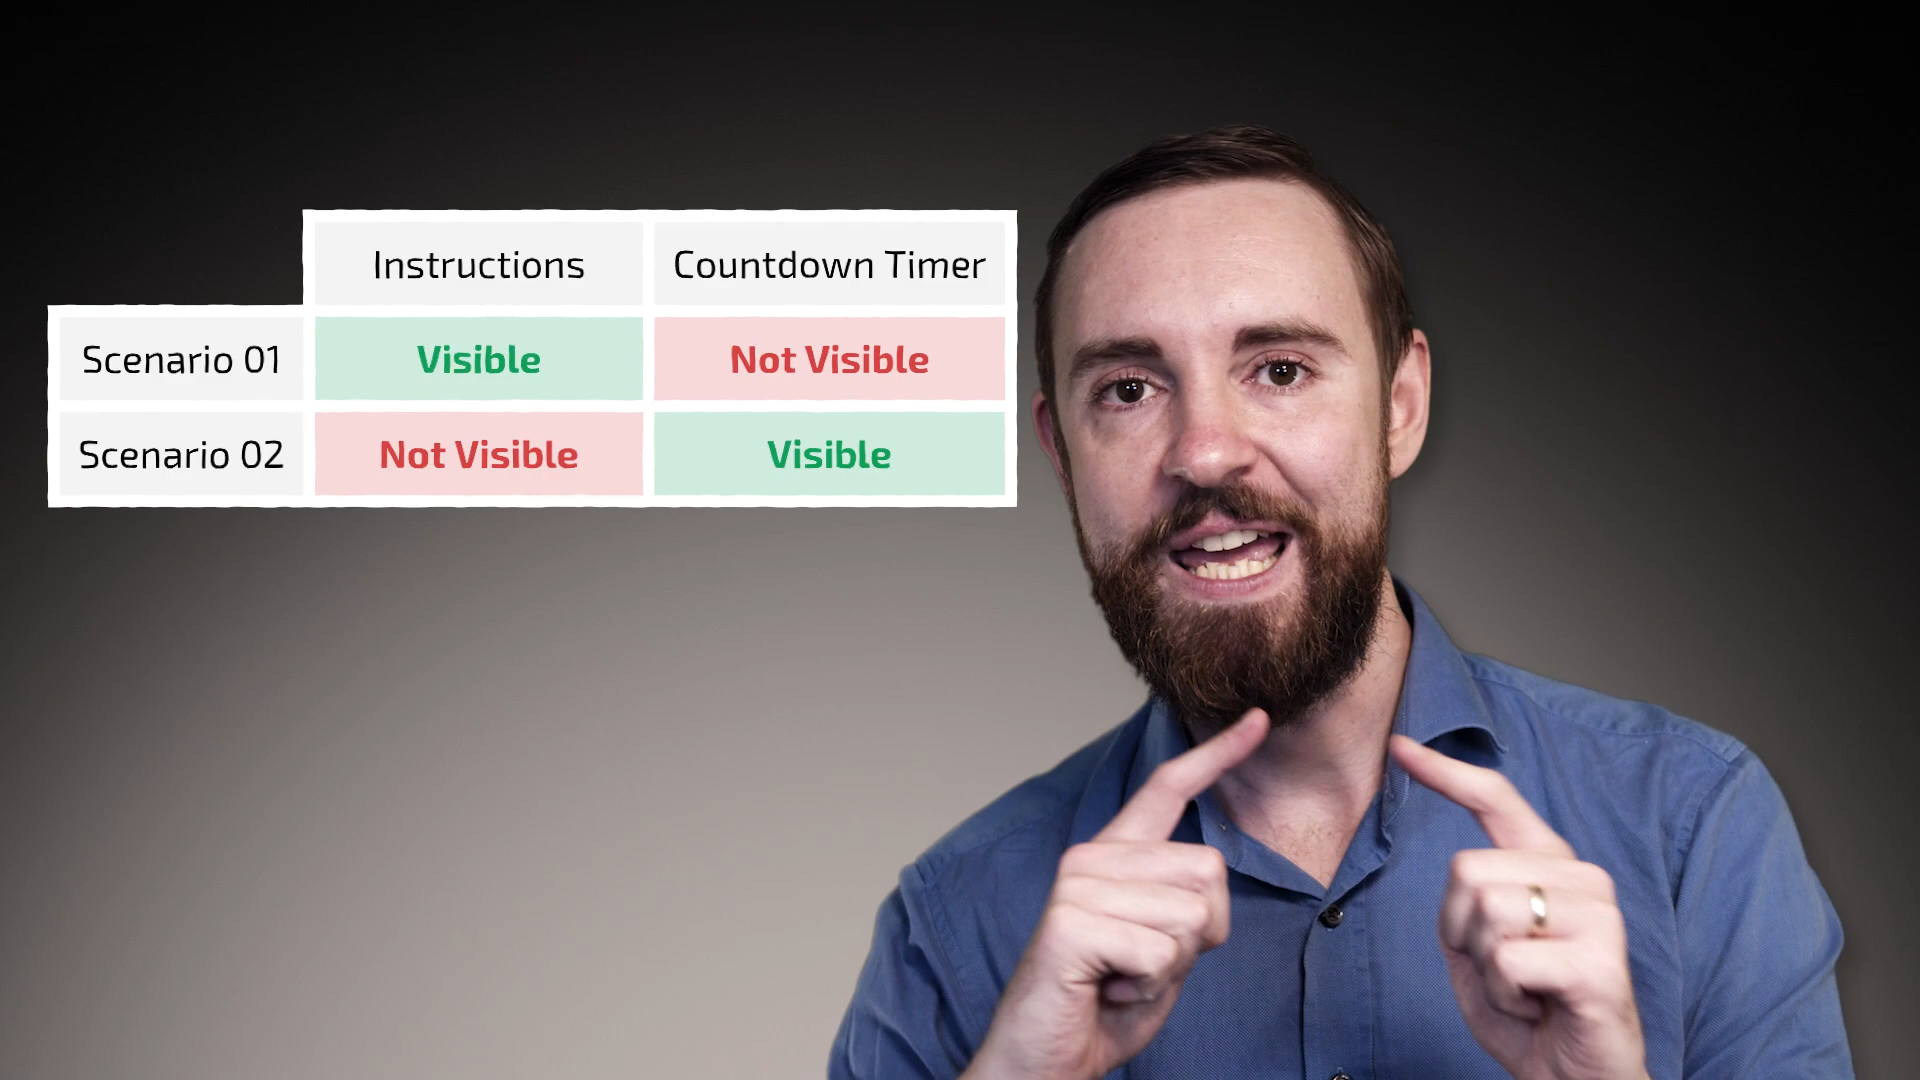 Instructions Countdown Timer
Scenario 01 Visible Not Visible
Scenario 02 Not Visible Visible